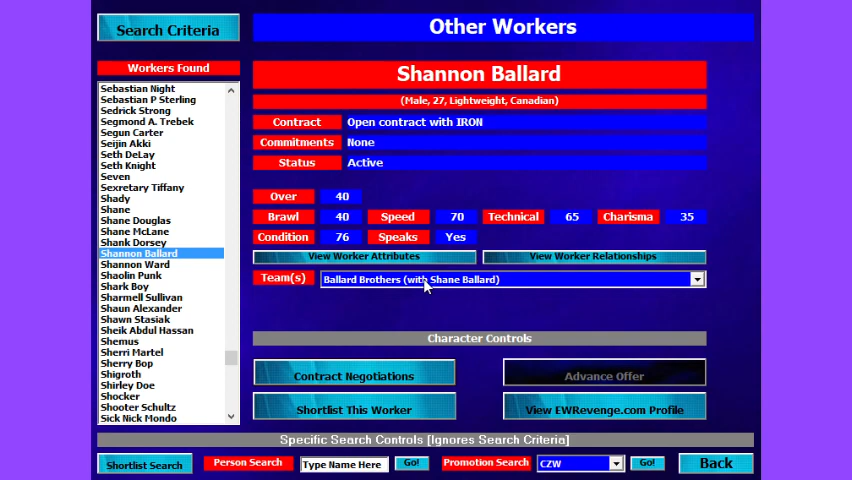 Search Criteria
Other Workers
Workers Found
Sebastian Night
Sebastian P Sterling
Sedrick Strong
Segmond A. Trebek
Segun Carter
Seijin Akki
Seth DeLay
Seth Knight
Seven
Sexretary Tiffany
Shady
Shane
Shane Douglas
Shane McLane
Shank Dorsey
Shannon Ballard
Shannon Ward
Shaolin Punk
Shark Boy
Sharmell Sullivan
Shaun Alexander
Shawn Stasiak
Sheik Abdul Hassan
Shemus
Sherri Martel
Sherry Bop
Shigroth
Shirley Doe
Shocker
Shooter Schultz
Sick Nick Mondo
Shannon Ballard
(Male, 27, Lightweight, Canadian)
Contract Open contract with IRON
Commitments None
Status Active
Over 40
Brawl 40 Speed 70 Technical 65 Charisma 35
Condition 76 Speaks Yes
View Worker Attributes View Worker Relationships
Team(s) Ballard Brothers (with Shane Ballard)
Character Controls
Contract Negotiations Advance Offer
Shortlist This Worker View EWRevenge.com Profile
Specific Search Controls [Ignores Search Criteria]
Shortlist Search Person Search Type Name Here Go! Promotion Search CZW Go! Back